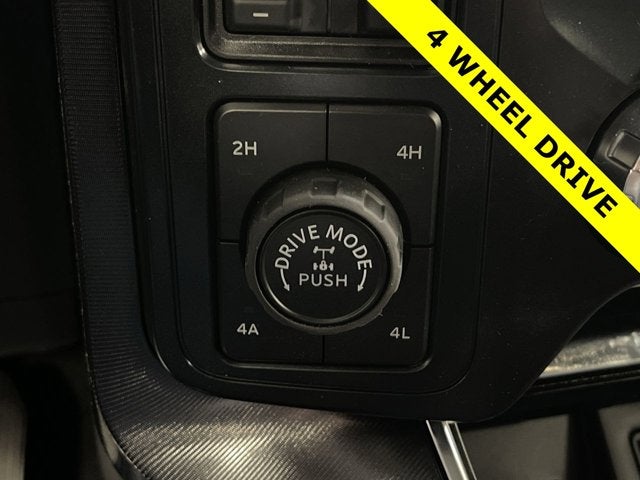 4 WHEEL DRIVE
2H
4H
DRIVE MODE
PUSH
4A
4L